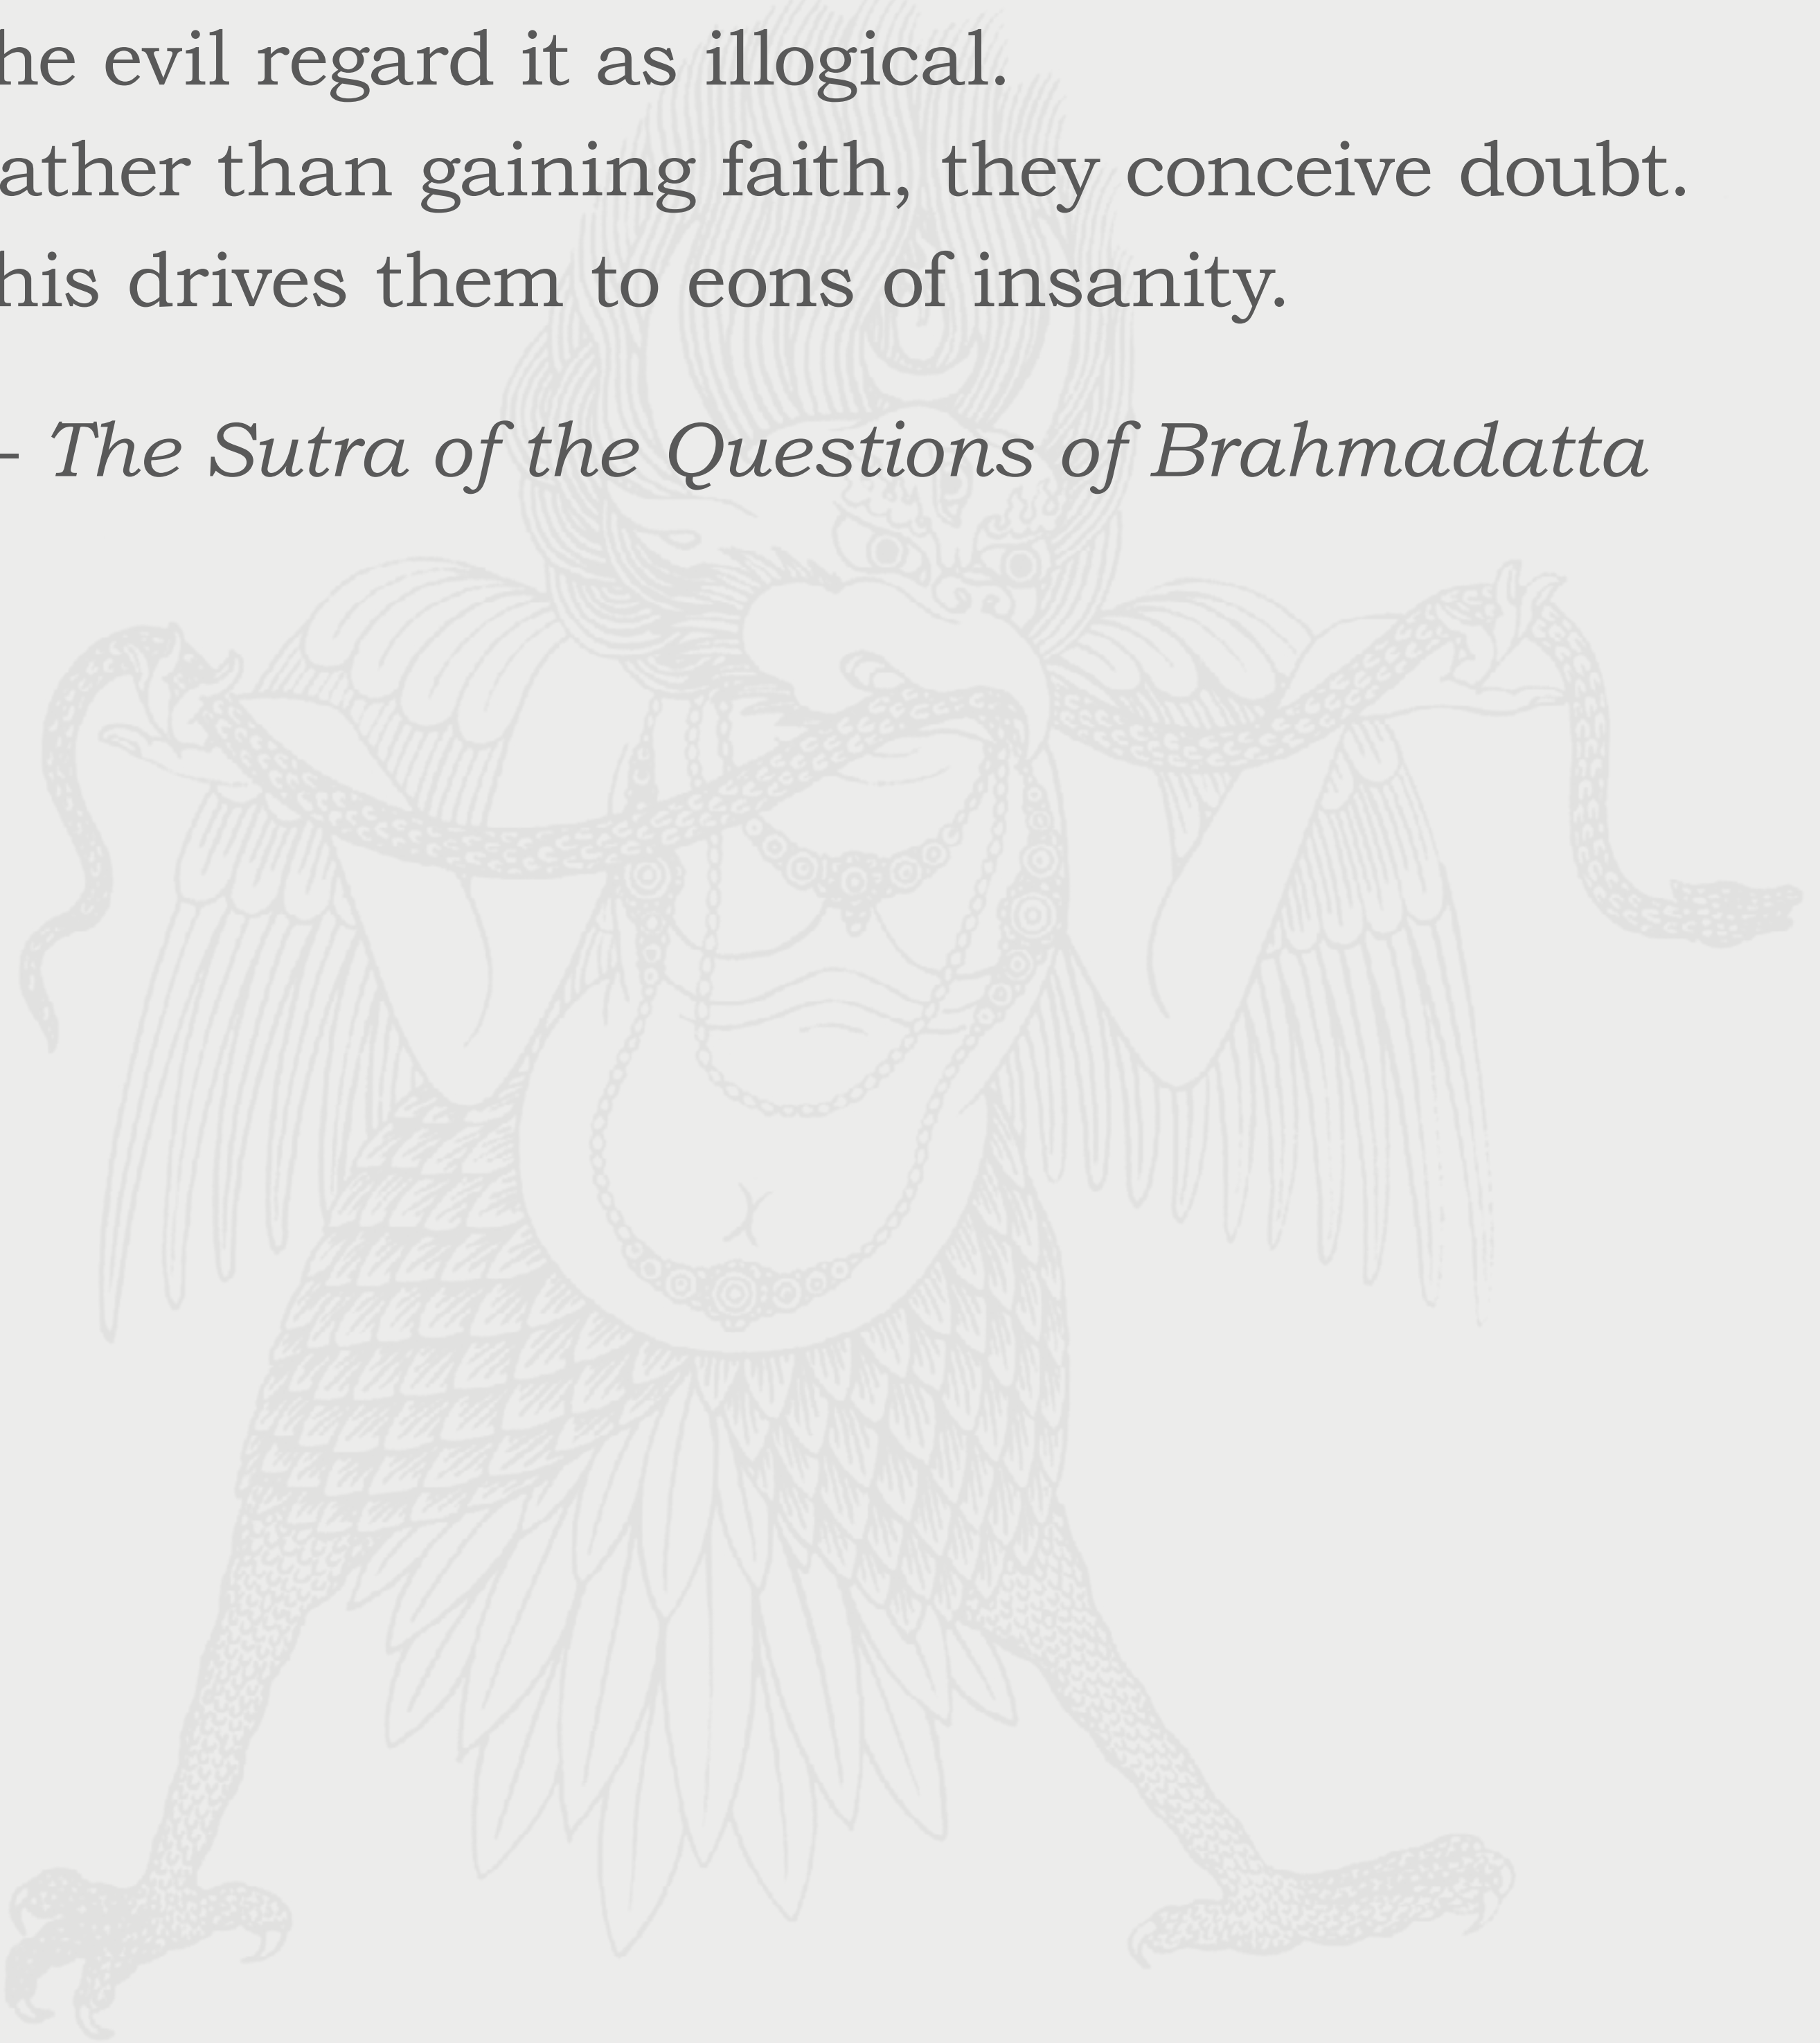 he evil regard it as illogical.
ather than gaining faith, they conceive doubt.
his drives them to eons of insanity.
– The Sutra of the Questions of Brahmadatta